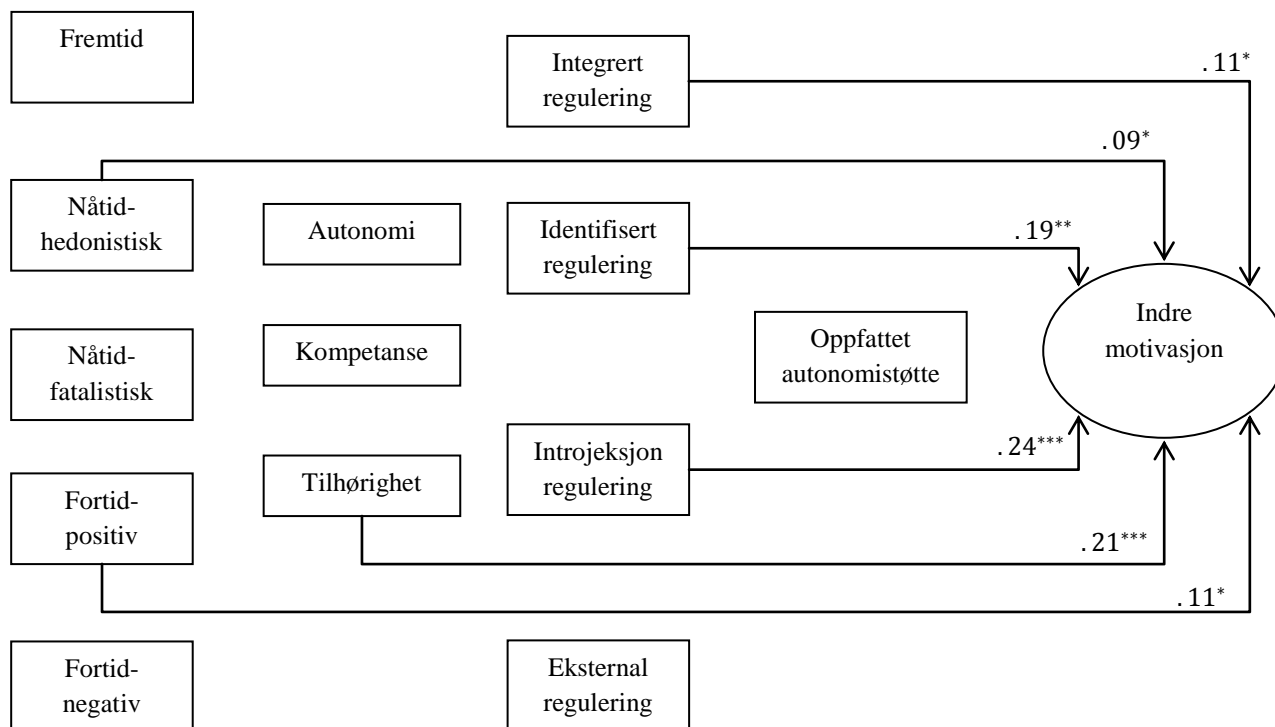 Fremtid
Integrert
regulering
.11*
.09*
Nåtid-
hedonistisk
Autonomi
Identifisert
regulering
.19**
Nåtid-
fatalistisk
Kompetanse
Oppfattet
autonomistøtte
Indre
motivasjon
Fortid-
positiv
Tilhørighet
Introjeksjon
regulering
.24***
.21***
.11*
Fortid-
negativ
Eksternal
regulering